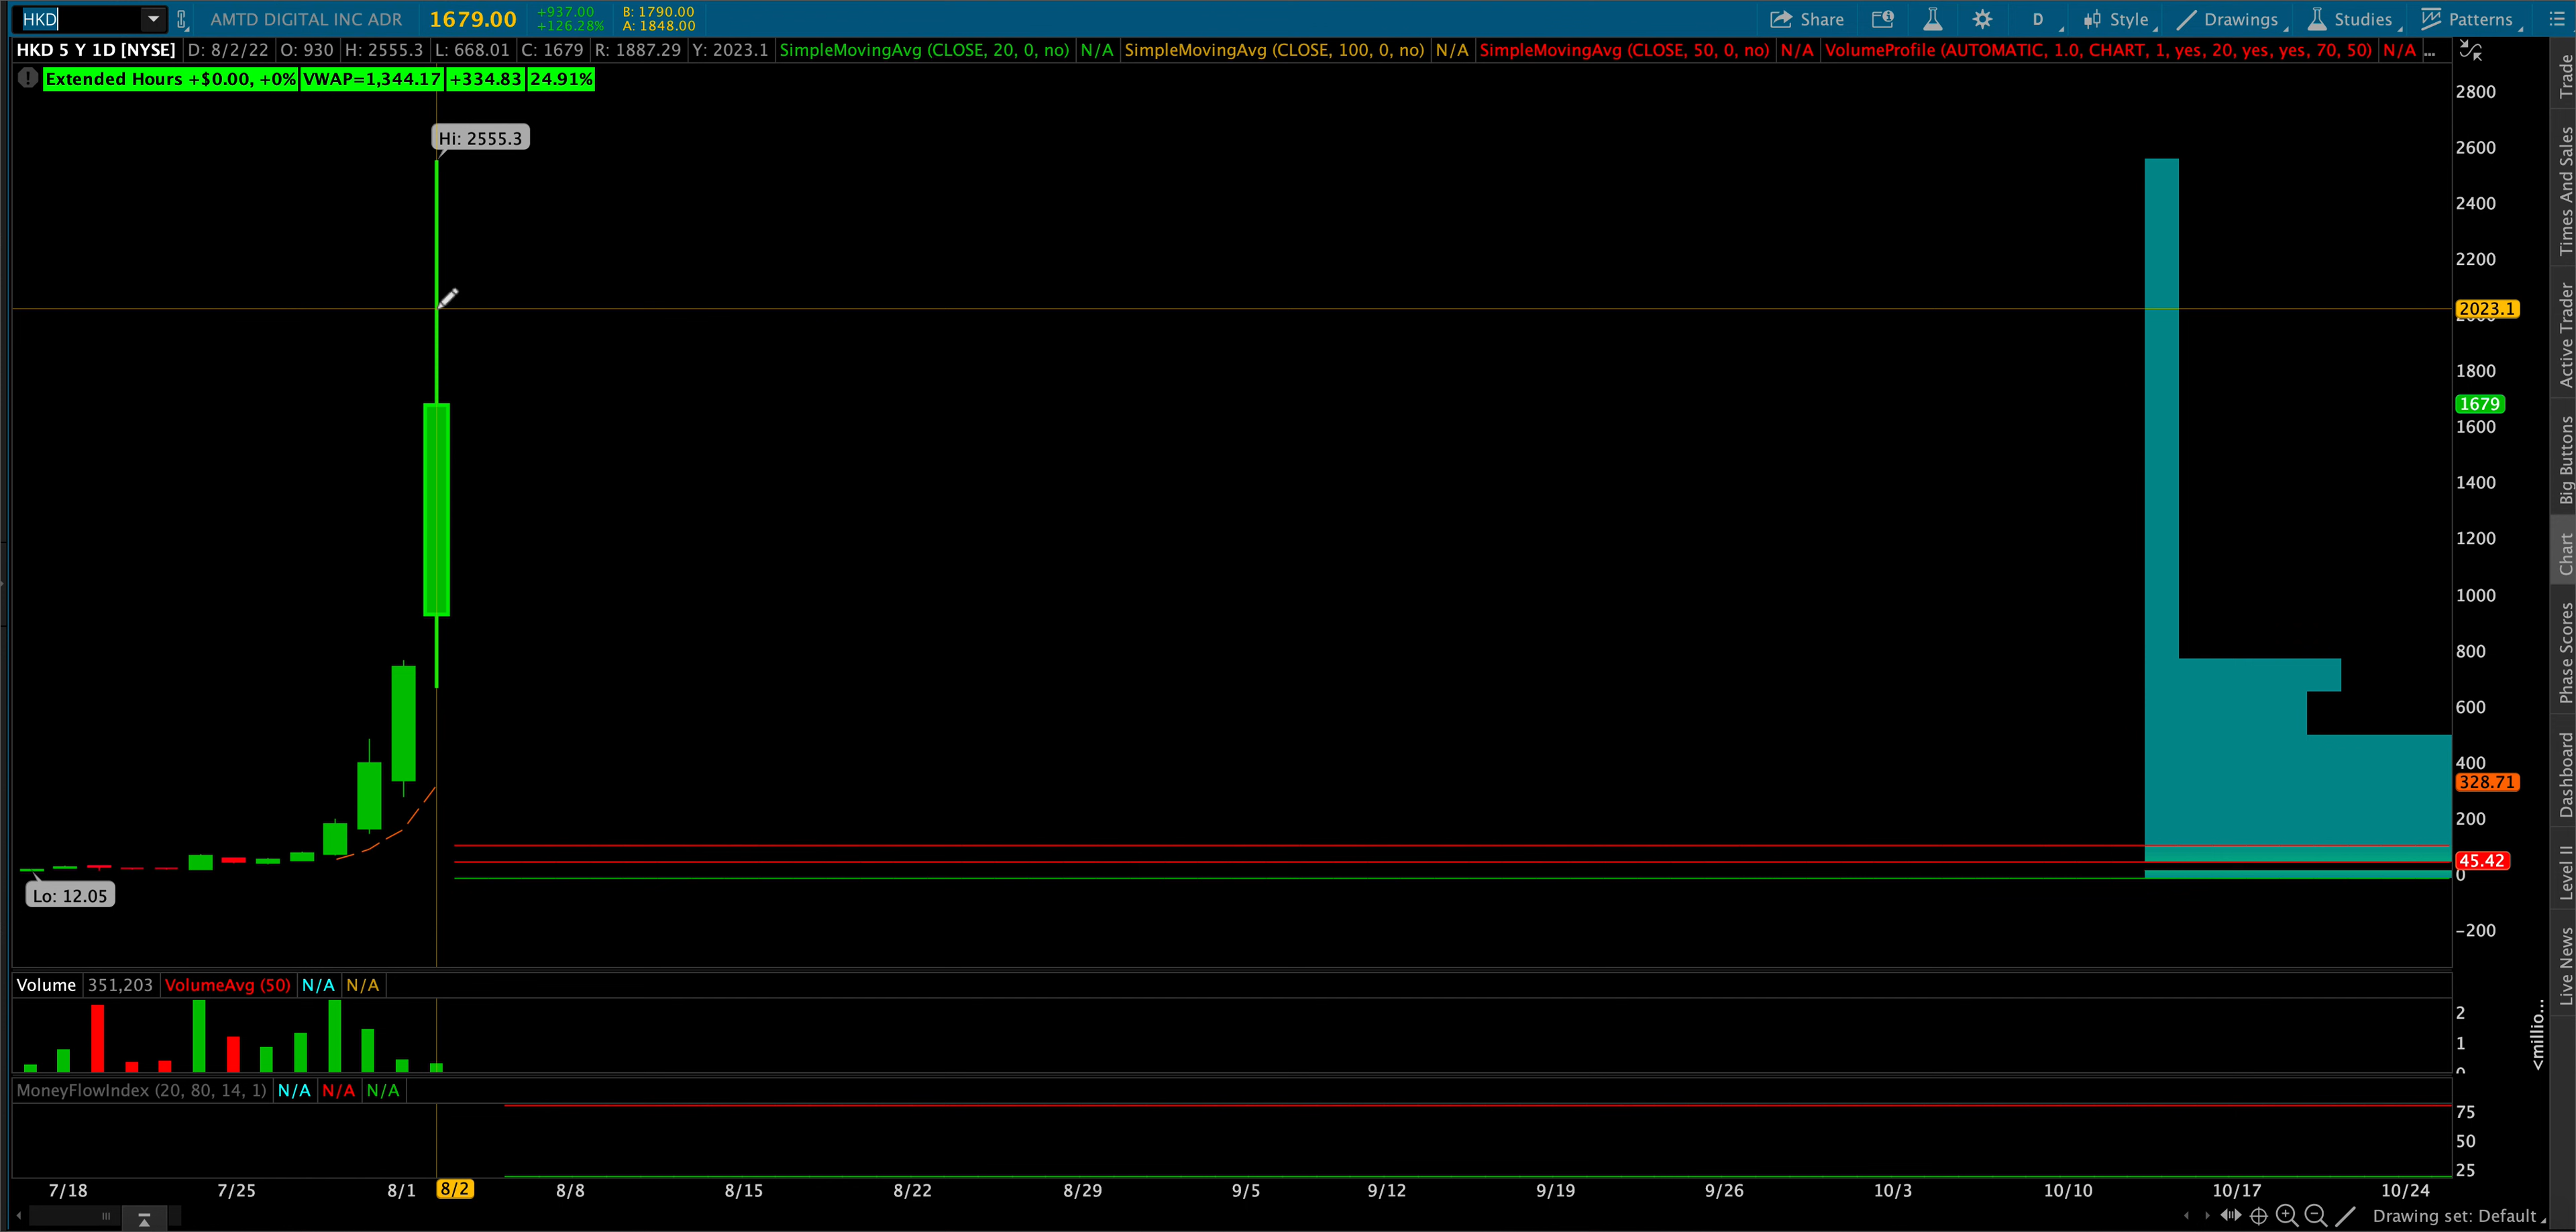 HKD AMTD DIGITAL INC ADR 1679.00 +937.00 +126.28% B: 1790.00 A: 1848.00 Share D Style Drawings Studies Patterns
HKD 5 Y 1D [NYSE] D: 8/2/22 O: 930 H: 2555.3 L: 668.01 C: 1679 R: 1887.29 Y: 2023.1 SimpleMovingAvg (CLOSE, 20, 0, no) N/A SimpleMovingAvg (CLOSE, 100, 0, no) N/A SimpleMovingAvg (CLOSE, 50, 0, no) N/A VolumeProfile (AUTOMATIC, 1.0, CHART, 1, yes, 20, yes, yes, 70, 50) N/A ...
Extended Hours +$0.00, +0% VWAP=1,344.17 +334.83 24.91%
2800
Hi: 2555.3
2600
2400
2200
2023.1
1800
1679
1600
1400
1200
1000
800
600
400
328.71
200
45.42
0
Lo: 12.05
-200
Volume 351,203 VolumeAvg (50) N/A N/A
2
1
0
<millio...
MoneyFlowIndex (20, 80, 14, 1) N/A N/A N/A
75
50
25
7/18 7/25 8/1 8/2 8/8 8/15 8/22 8/29 9/5 9/12 9/19 9/26 10/3 10/10 10/17 10/24
Drawing set: Default
Trade
Times And Sales
Active Trader
Big Buttons
Chart
Phase Scores
Dashboard
Level II
Live News